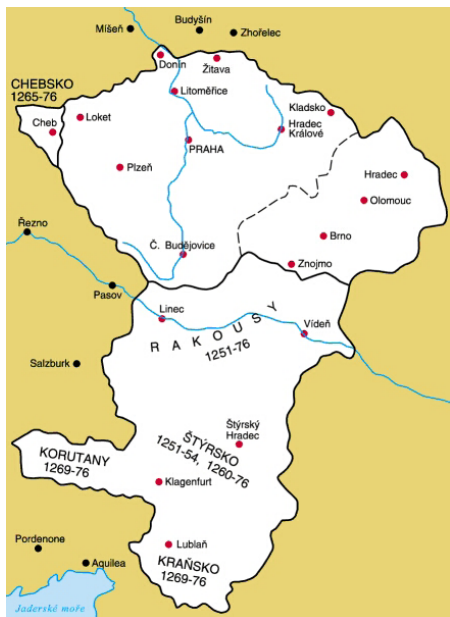 Budyšín
Míšeň
Zhořelec
Donín
Žitava
CHEBSKO
1265-76
Litoměřice
Kladsko
Loket
Cheb
Hradec
Králové
PRAHA
Plzeň
Hradec
Olomouc
Řezno
Brno
Č. Budějovice
Znojmo
Pasov
Linec
Vídeň
RAKOUSY
1251-76
Salzburk
Štýrský
Hradec
ŠTÝRSKO
1251-54, 1260-76
KORUTANY
1269-76
Klagenfurt
Pordenone
Lublaň
Aquilea
KRAŇSKO
1269-76
Jaderské moře